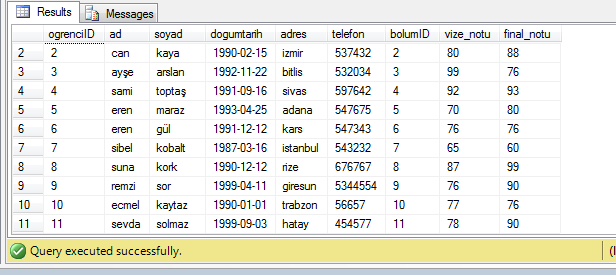 Results Messages
ogrenciID ad soyad dogumtarih adres telefon bolumID vize_notu final_notu
2 2 can kaya 1990-02-15 izmir 537432 2 80 88
3 3 ayşe arslan 1992-11-22 bitlis 532034 3 99 76
4 4 sami toptaş 1991-09-16 sivas 597642 4 92 93
5 5 eren maraz 1993-04-25 adana 547675 5 70 80
6 6 eren gül 1991-12-12 kars 547343 6 76 76
7 7 sibel kobalt 1987-03-16 istanbul 543232 7 65 60
8 8 suna kork 1990-12-12 rize 676767 8 87 99
9 9 remzi sor 1999-04-11 giresun 5344554 9 76 90
10 10 ecmel kaytaz 1990-01-01 trabzon 56657 10 77 76
11 11 sevda solmaz 1999-09-03 hatay 454577 11 78 90
Query executed successfully.